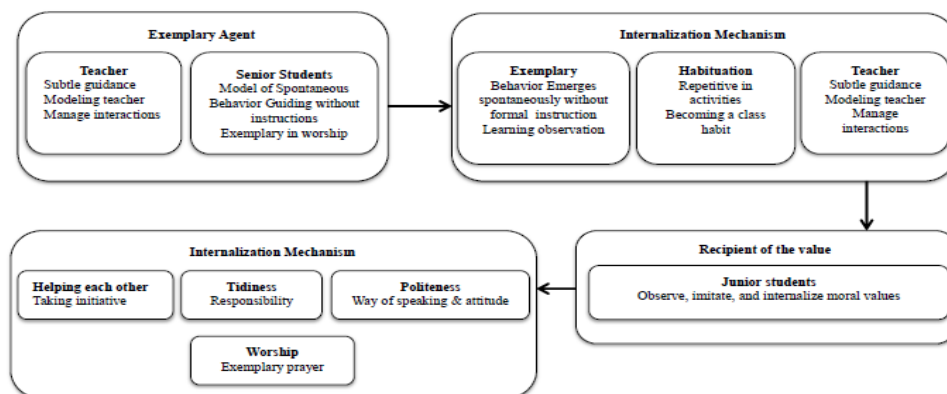 Exemplary Agent
Teacher
Subtle guidance
Modeling teacher
Manage interactions
Senior Students
Model of Spontaneous
Behavior Guiding without
instructions
Exemplary in worship
Internalization Mechanism
Exemplary
Behavior Emerges
spontaneously without
formal instruction
Learning observation
Habituation
Repetitive in
activities
Becoming a class
habit
Teacher
Subtle guidance
Modeling teacher
Manage
interactions
Recipient of the value
Junior students
Observe, imitate, and internalize moral values
Internalization Mechanism
Helping each other
Taking initiative
Tidiness
Responsibility
Politeness
Way of speaking & attitude
Worship
Exemplary prayer